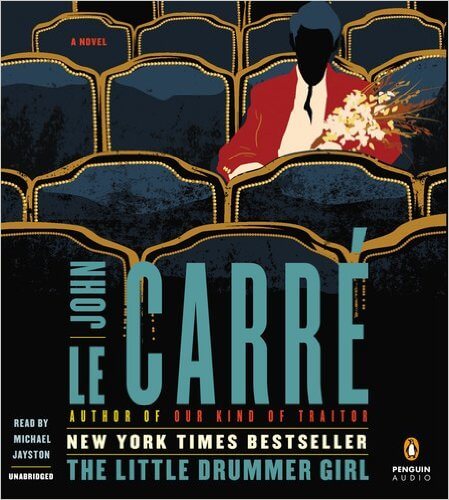 A NOVEL
JOHN
LE CARRÉ
AUTHOR OF OUR KIND OF TRAITOR
NEW YORK TIMES BESTSELLER
THE LITTLE DRUMMER GIRL
READ BY
MICHAEL
JAYSTON
UNABRIDGED
PENGUIN
AUDIO